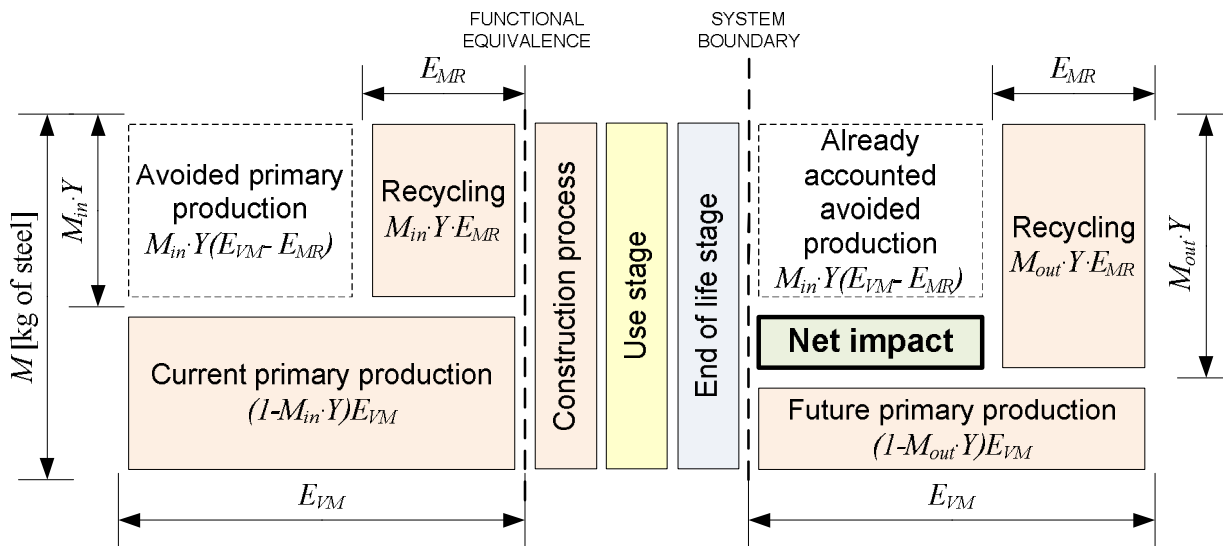 FUNCTIONAL
EQUIVALENCE
SYSTEM
BOUNDARY
E_MR
E_MR
M [kg of steel]
M_in·Y
Avoided primary
production
M_in·Y(E_VM- E_MR)
Recycling
M_in·Y·E_MR
Current primary production
(1-M_in·Y)E_VM
Construction process
Use stage
End of life stage
Already
accounted
avoided
production
M_in·Y(E_VM- E_MR)
Net impact
Recycling
M_out·Y·E_MR
M_out·Y
Future primary production
(1-M_out·Y)E_VM
E_VM
E_VM